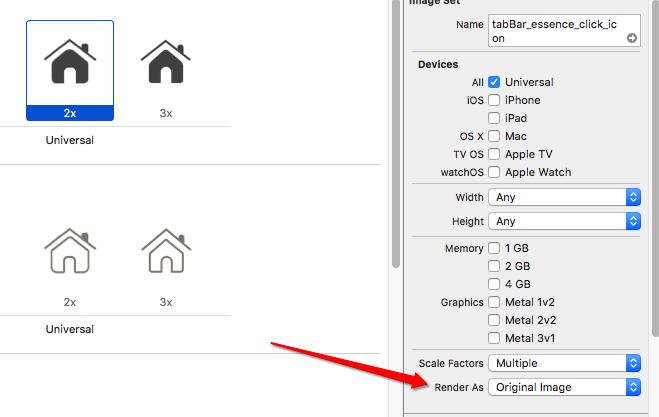 2x
3x
Universal
2x
3x
Universal
Image Set
Name tabBar_essence_click_ic
on
Devices
All Universal
iOS iPhone
iPad
OS X Mac
TV OS Apple TV
watchOS Apple Watch
Width Any
Height Any
Memory 1 GB
2 GB
4 GB
Graphics Metal 1v2
Metal 2v2
Metal 3v1
Scale Factors Multiple
Render As Original Image